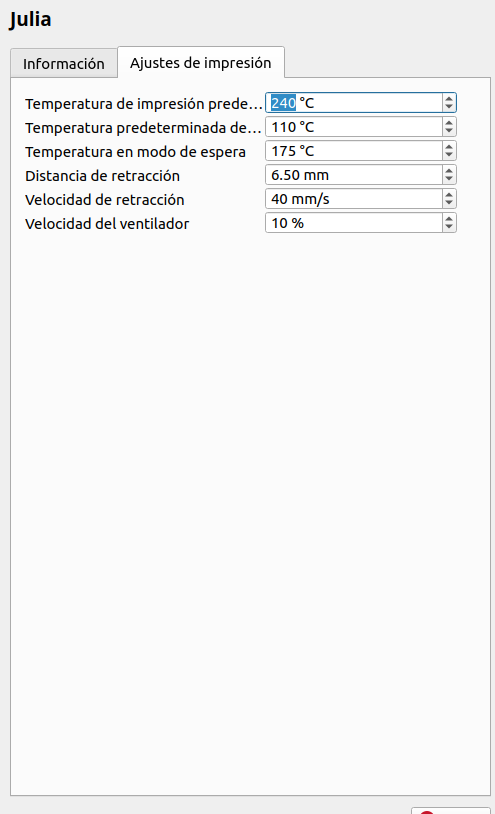 Julia
Información
Ajustes de impresión
Temperatura de impresión prede... 240 °C
Temperatura predeterminada de... 110 °C
Temperatura en modo de espera 175 °C
Distancia de retracción 6.50 mm
Velocidad de retracción 40 mm/s
Velocidad del ventilador 10 %